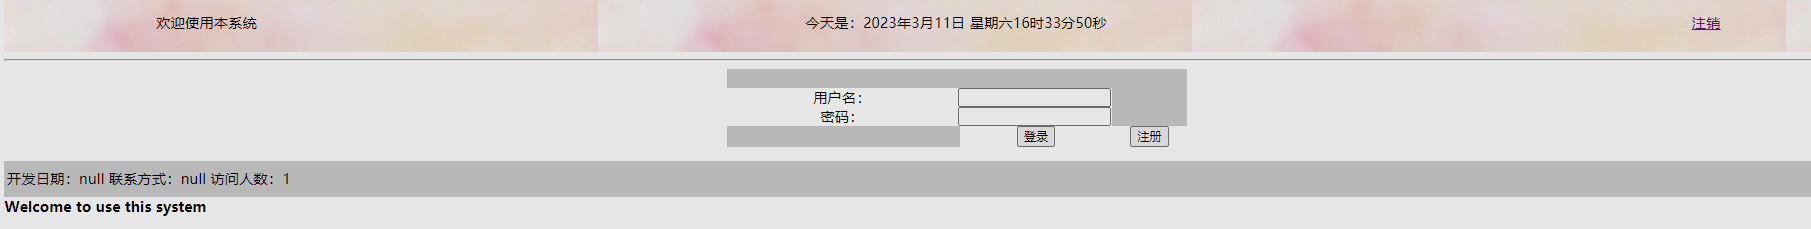 欢迎使用本系统 今天是：2023年3月11日 星期六16时33分50秒 注销
用户名：
密码：
登录 注册
开发日期：null 联系方式：null 访问人数：1
Welcome to use this system